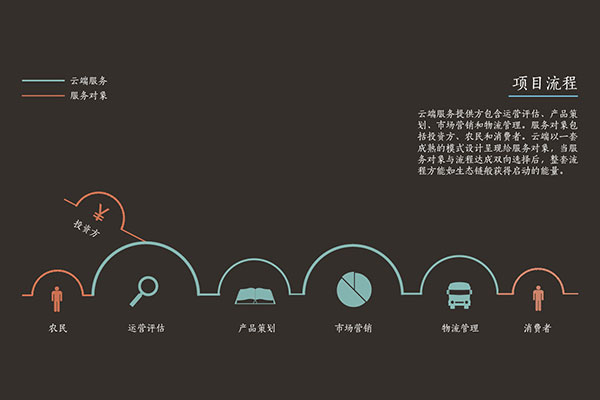 云端服务
服务对象
项目流程
云端服务提供方包含运营评估、产品策
划、市场营销和物流管理。服务对象包
括投资方、农民和消费者。云端以一套
成熟的模式设计呈现给服务对象，当服
务对象与流程达成双向选择后，整套流
程方能如生态链般获得启动的能量。
¥
投资方
农民
运营评估
产品策划
市场营销
物流管理
消费者